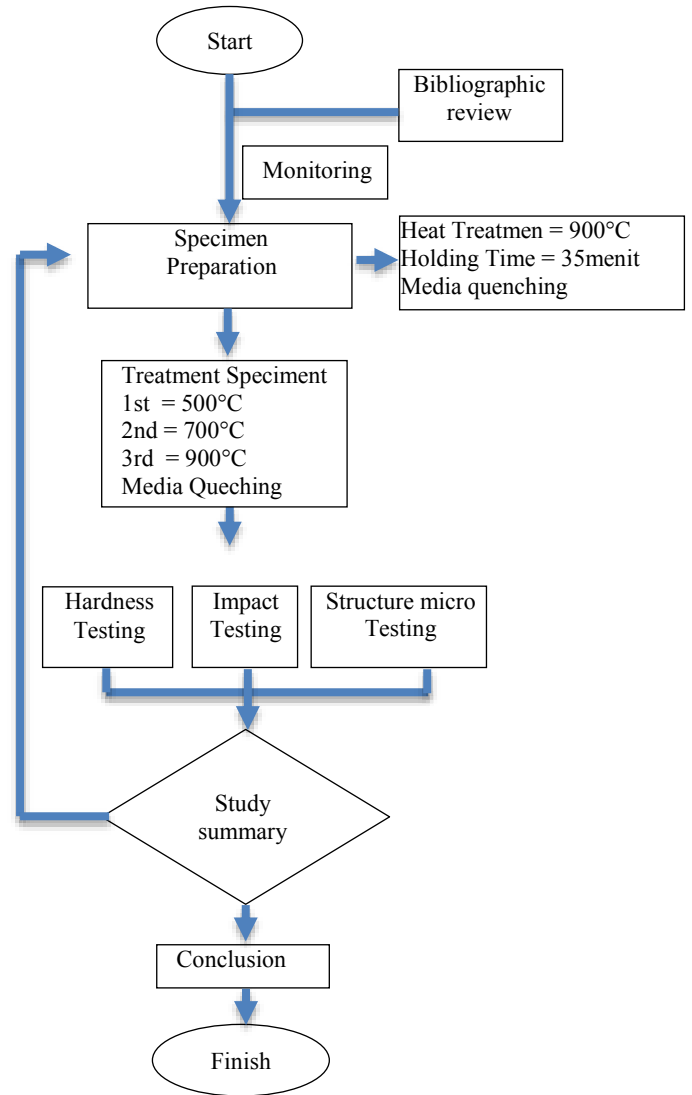 Start
Bibliographic
review
Monitoring
Specimen
Preparation
Heat Treatmen = 900°C
Holding Time = 35menit
Media quenching
Treatment Speciment
1st = 500°C
2nd = 700°C
3rd = 900°C
Media Queching
Hardness
Testing
Impact
Testing
Structure micro
Testing
Study
summary
Conclusion
Finish